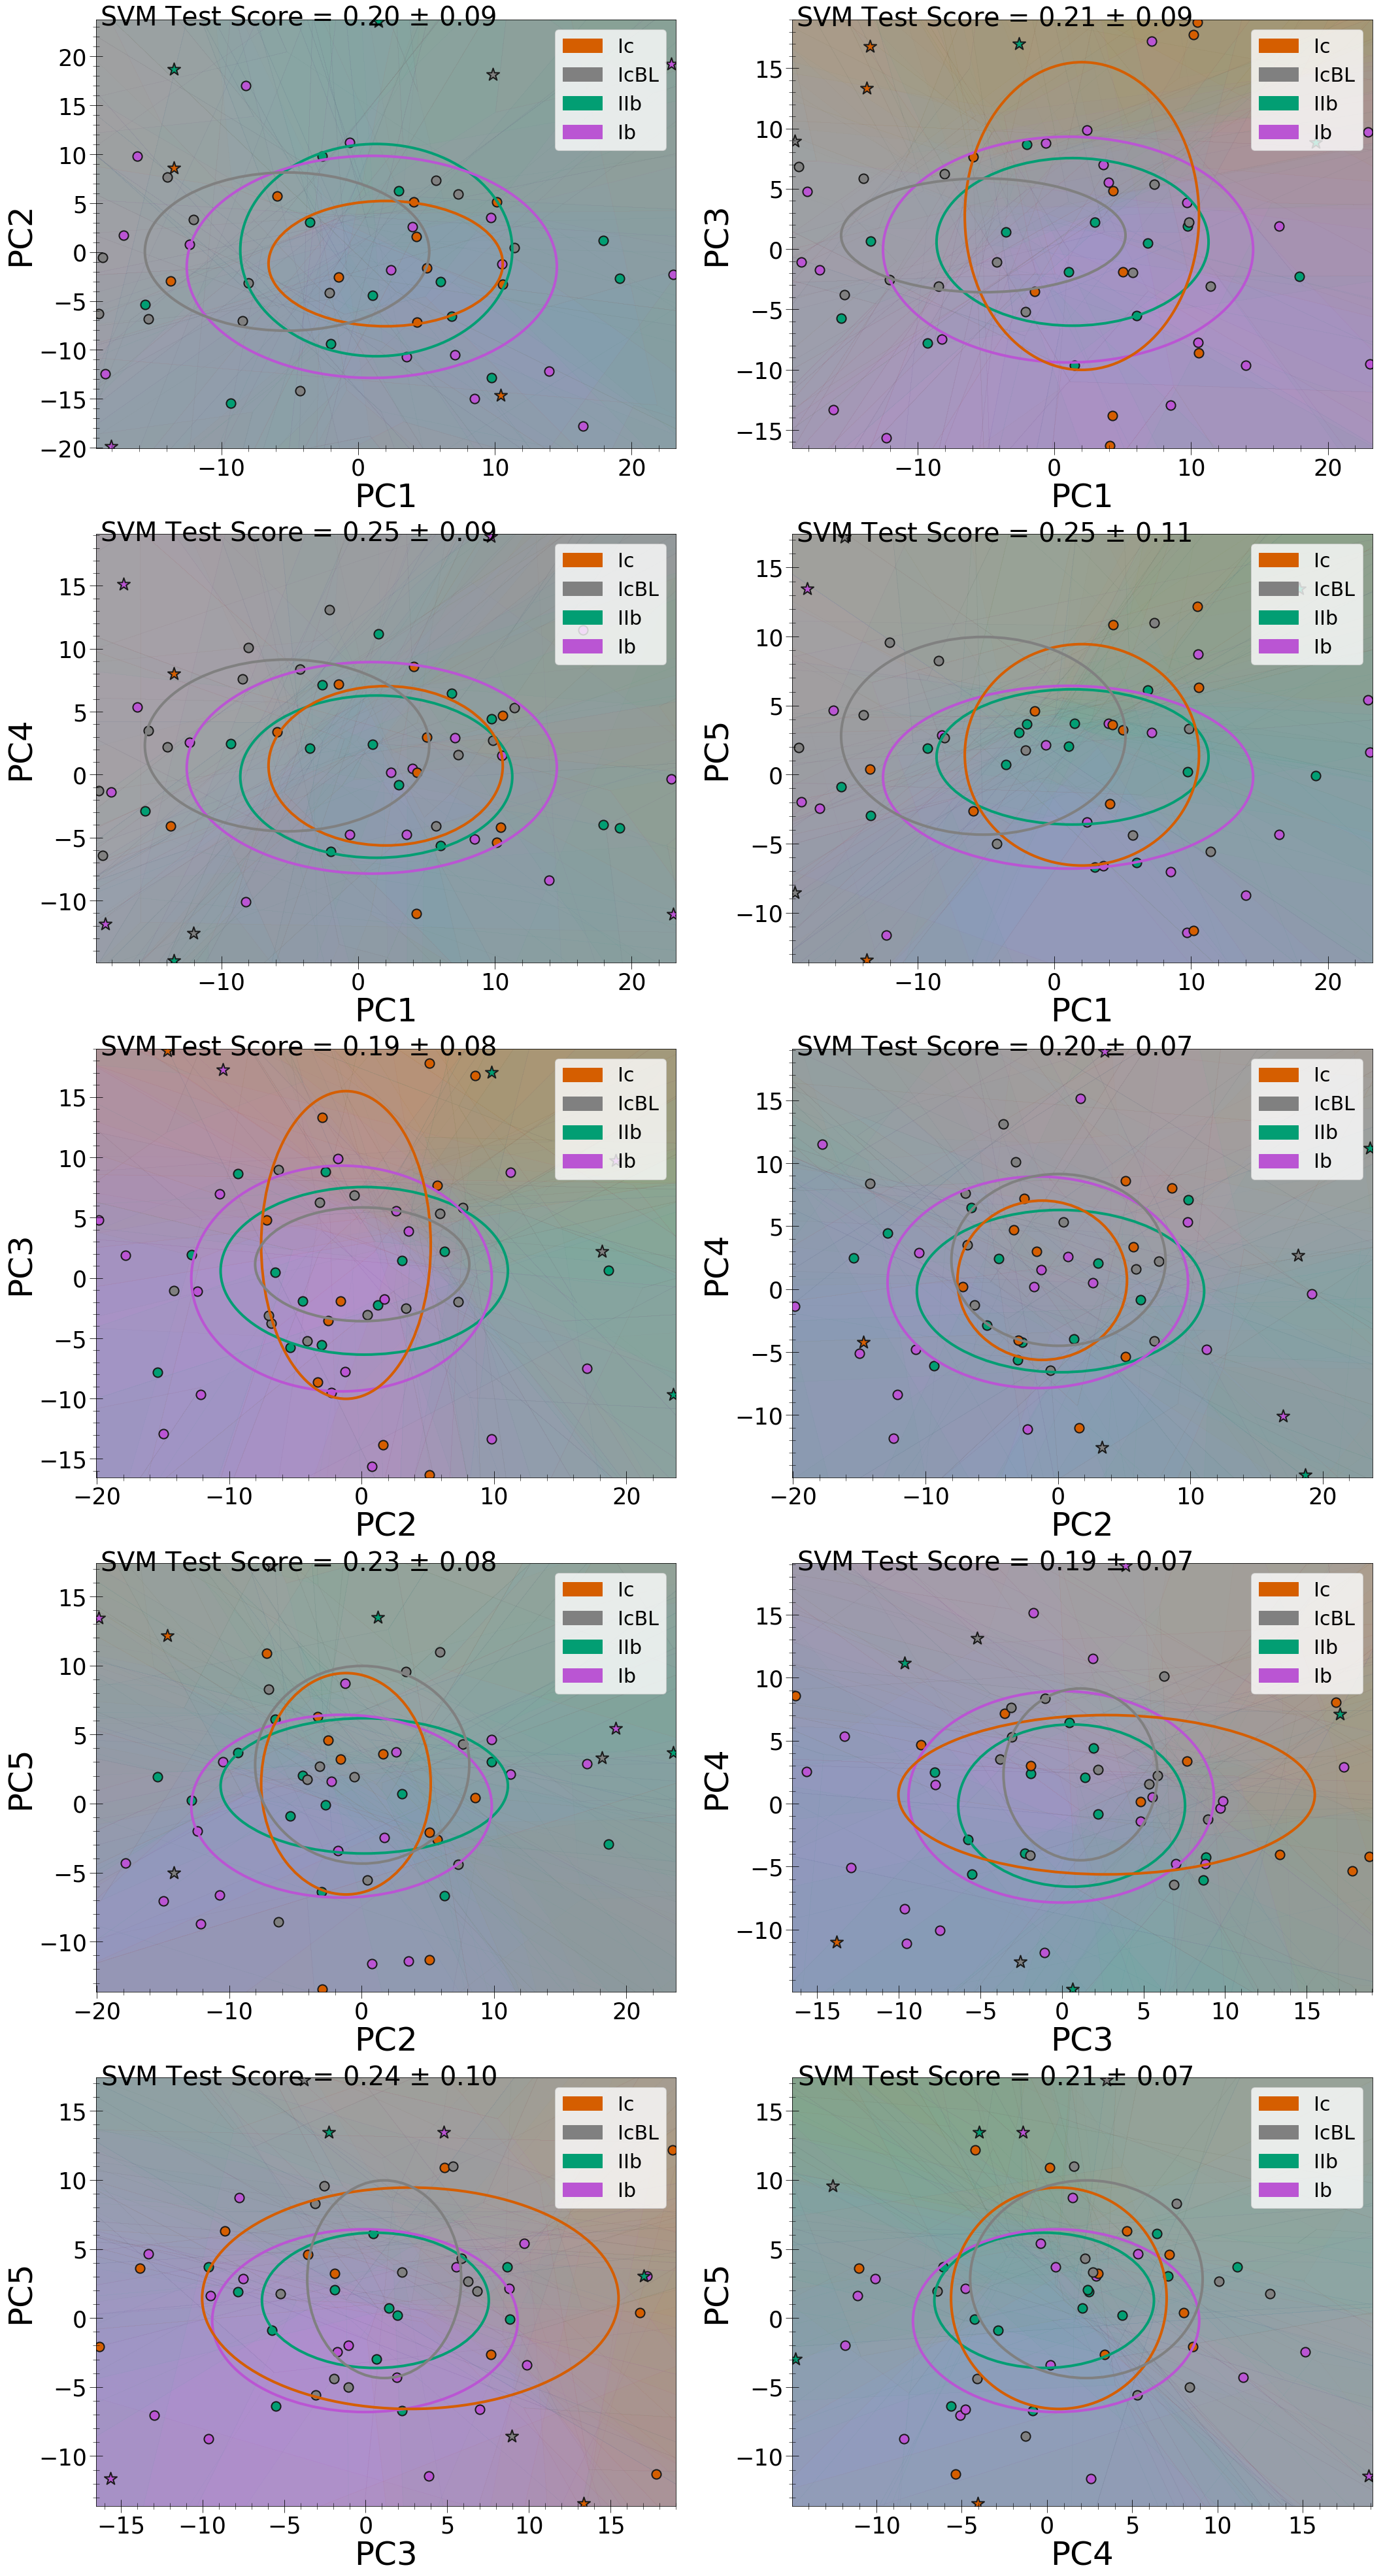 SVM Test Score = 0.20 ± 0.09
Ic
IcBL
IIb
Ib
20
15
10
5
0
−5
−10
−15
−20
PC2
−10 0 10 20
PC1
SVM Test Score = 0.21 ± 0.09
Ic
IcBL
IIb
Ib
15
10
5
0
−5
−10
−15
PC3
−10 0 10 20
PC1
SVM Test Score = 0.25 ± 0.09
Ic
IcBL
IIb
Ib
15
10
5
0
−5
−10
PC4
−10 0 10 20
PC1
SVM Test Score = 0.25 ± 0.11
Ic
IcBL
IIb
Ib
15
10
5
0
−5
−10
PC5
−10 0 10 20
PC1
SVM Test Score = 0.19 ± 0.08
Ic
IcBL
IIb
Ib
15
10
5
0
−5
−10
−15
PC3
−20 −10 0 10 20
PC2
SVM Test Score = 0.20 ± 0.07
Ic
IcBL
IIb
Ib
15
10
5
0
−5
−10
PC4
−20 −10 0 10 20
PC2
SVM Test Score = 0.23 ± 0.08
Ic
IcBL
IIb
Ib
15
10
5
0
−5
−10
PC5
−20 −10 0 10 20
PC2
SVM Test Score = 0.19 ± 0.07
Ic
IcBL
IIb
Ib
15
10
5
0
−5
−10
PC4
−15 −10 −5 0 5 10 15
PC3
SVM Test Score = 0.24 ± 0.10
Ic
IcBL
IIb
Ib
15
10
5
0
−5
−10
PC5
−15 −10 −5 0 5 10 15
PC3
SVM Test Score = 0.21 ± 0.07
Ic
IcBL
IIb
Ib
15
10
5
0
−5
−10
PC5
−10 −5 0 5 10 15
PC4